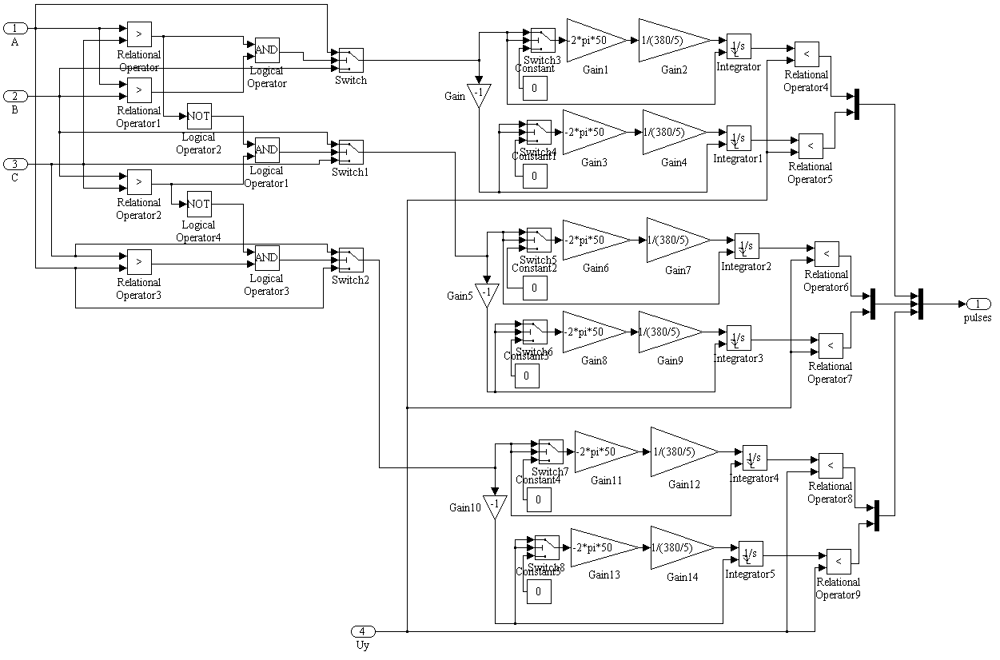 1
A
2
B
3
C
>
Relational
Operator
>
Relational
Operator1
AND
Logical
Operator
NOT
Logical
Operator2
AND
Logical
Operator1
>
Relational
Operator2
NOT
Logical
Operator4
>
Relational
Operator3
AND
Logical
Operator3
Switch
Switch1
Switch2
-1
Gain
Switch3
Constant
0
-2*pi*50
Gain1
1/(380/5)
Gain2
1/s
Integrator
<
Relational
Operator4
Switch4
Constant1
0
-2*pi*50
Gain3
1/(380/5)
Gain4
1/s
Integrator1
<
Relational
Operator5
-1
Gain5
Switch5
Constant2
0
-2*pi*50
Gain6
1/(380/5)
Gain7
1/s
Integrator2
<
Relational
Operator6
Switch6
Constant3
0
-2*pi*50
Gain8
1/(380/5)
Gain9
1/s
Integrator3
<
Relational
Operator7
1
pulses
-1
Gain10
Switch7
Constant4
0
-2*pi*50
Gain11
1/(380/5)
Gain12
1/s
Integrator4
<
Relational
Operator8
Switch8
Constant5
0
-2*pi*50
Gain13
1/(380/5)
Gain14
1/s
Integrator5
<
Relational
Operator9
4
Uy